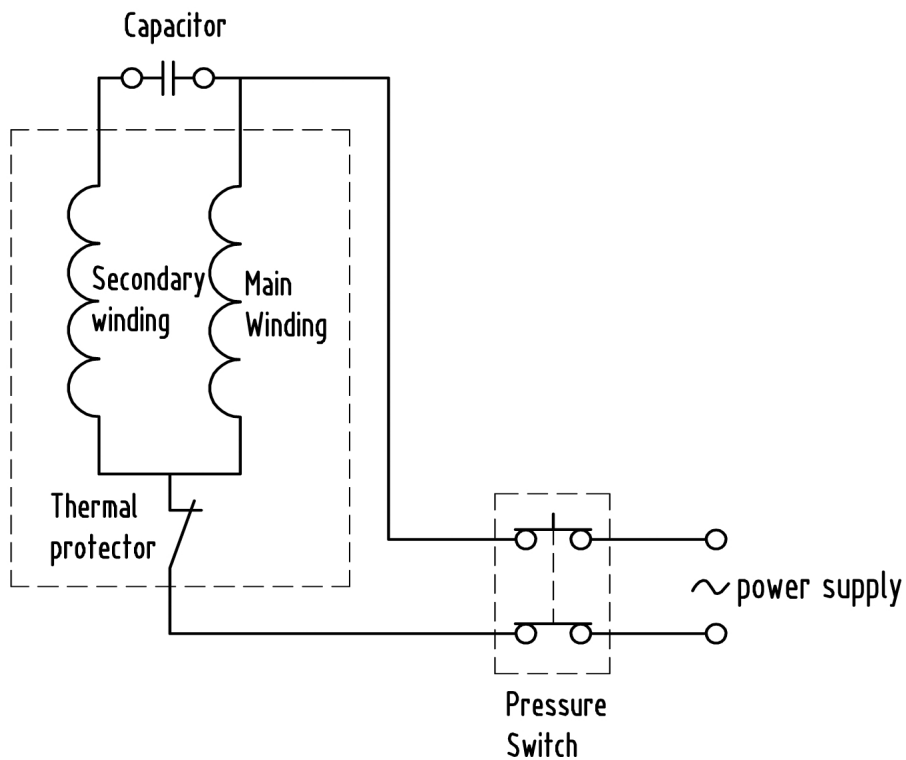 Capacitor
Secondary
winding
Main
Winding
Thermal
protector
power supply
Pressure
Switch